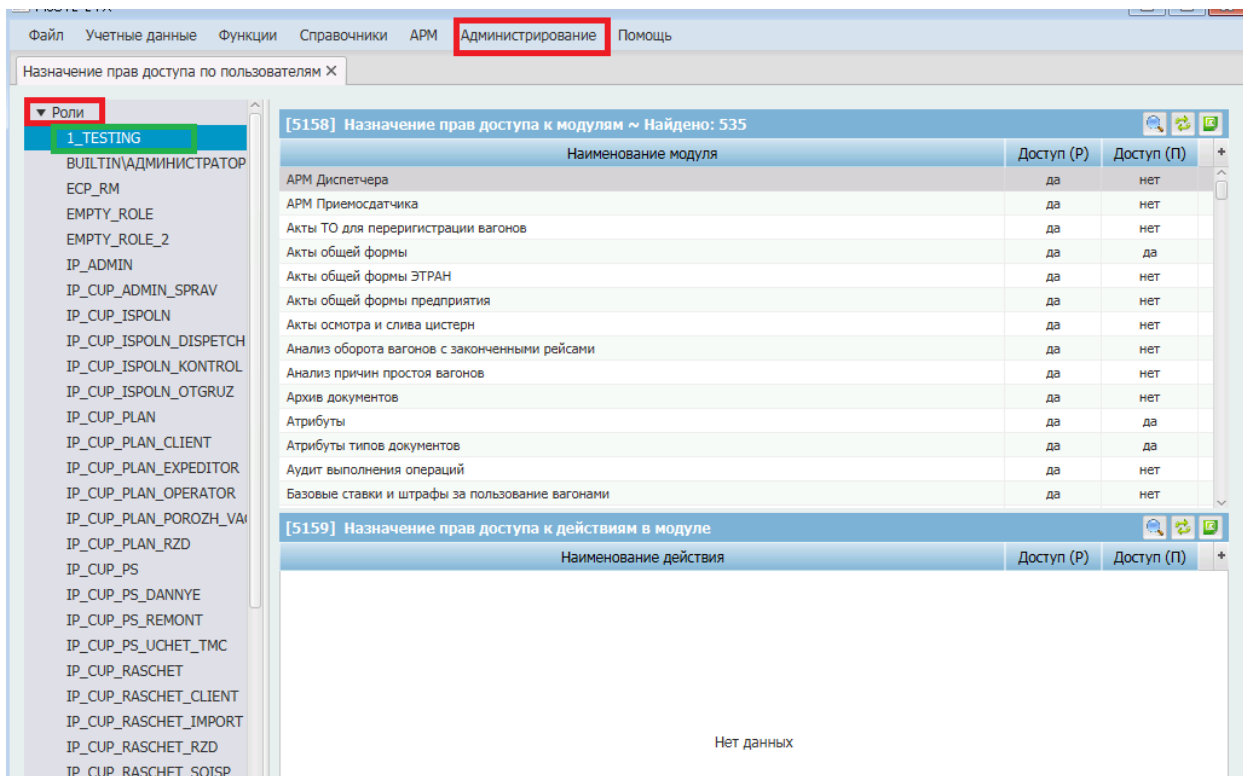 Файл Учетные данные Функции Справочники АРМ Администрирование Помощь
Назначение прав доступа по пользователям X
▼ Роли
1_TESTING
BUILTIN\АДМИНИСТРАТОР
ECP_RM
EMPTY_ROLE
EMPTY_ROLE_2
IP_ADMIN
IP_CUP_ADMIN_SPRAV
IP_CUP_ISPOLN
IP_CUP_ISPOLN_DISPETCH
IP_CUP_ISPOLN_KONTROL
IP_CUP_ISPOLN_OTGRUZ
IP_CUP_PLAN
IP_CUP_PLAN_CLIENT
IP_CUP_PLAN_EXPEDITOR
IP_CUP_PLAN_OPERATOR
IP_CUP_PLAN_POROZH_VA
IP_CUP_PLAN_RZD
IP_CUP_PS
IP_CUP_PS_DANNYE
IP_CUP_PS_REMONT
IP_CUP_PS_UCHET_TMC
IP_CUP_RASCHET
IP_CUP_RASCHET_CLIENT
IP_CUP_RASCHET_IMPORT
IP_CUP_RASCHET_RZD
IP_CUP_RASCHET_SOISP
[5158] Назначение прав доступа к модулям ~ Найдено: 535
Наименование модуля Доступ (Р) Доступ (П) +
АРМ Диспетчера да нет
АРМ Приемосдатчика да нет
Акты ТО для переригистрации вагонов да нет
Акты общей формы да да
Акты общей формы ЭТРАН да нет
Акты общей формы предприятия да нет
Акты осмотра и слива цистерн да нет
Анализ оборота вагонов с законченными рейсами да нет
Анализ причин простоя вагонов да нет
Архив документов да нет
Атрибуты да да
Атрибуты типов документов да да
Аудит выполнения операций да нет
Базовые ставки и штрафы за пользование вагонами да нет
[5159] Назначение прав доступа к действиям в модуле
Наименование действия Доступ (Р) Доступ (П) +
Нет данных